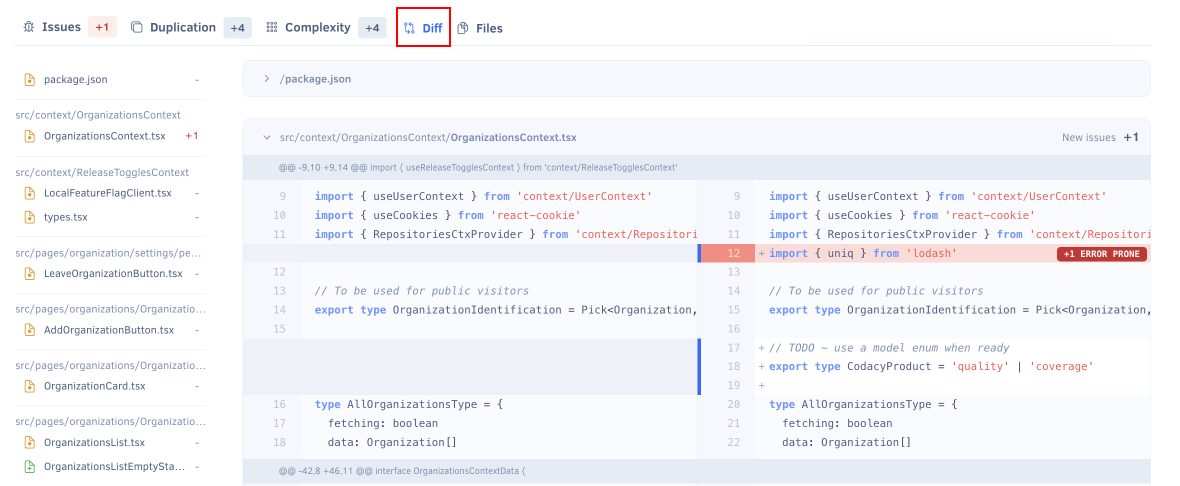 Issues +1 Duplication +4 Complexity +4 Diff Files
package.json -
src/context/OrganizationsContext
OrganizationsContext.tsx +1
src/context/ReleaseTogglesContext
LocalFeatureFlagClient.tsx -
types.tsx -
src/pages/organization/settings/pe...
LeaveOrganizationButton.tsx -
src/pages/organizations/Organizatio...
AddOrganizationButton.tsx -
src/pages/organizations/Organizatio...
OrganizationCard.tsx -
src/pages/organizations/Organizatio...
OrganizationsList.tsx -
OrganizationsListEmptySta... -
/package.json
src/context/OrganizationsContext/OrganizationsContext.tsx New issues +1
@@ -9,10 +9,14 @@ import { useReleaseTogglesContext } from 'context/ReleaseTogglesContext'
9 import { useUserContext } from 'context/UserContext'
10 import { useCookies } from 'react-cookie'
11 import { RepositoriesCtxProvider } from 'context/Repositori
12
13 // To be used for public visitors
14 export type OrganizationIdentification = Pick<Organization,
15
16 type AllOrganizationsType = {
17 fetching: boolean
18 data: Organization[]
9 import { useUserContext } from 'context/UserContext'
10 import { useCookies } from 'react-cookie'
11 import { RepositoriesCtxProvider } from 'context/Repositori
12 + import { uniq } from 'lodash' +1 ERROR PRONE
13
14 // To be used for public visitors
15 export type OrganizationIdentification = Pick<Organization,
16
17 + // TODO - use a model enum when ready
18 + export type CodacyProduct = 'quality' | 'coverage'
19 +
20 type AllOrganizationsType = {
21 fetching: boolean
22 data: Organization[]
@@ -42,8 +46,11 @@ interface OrganizationsContextData {